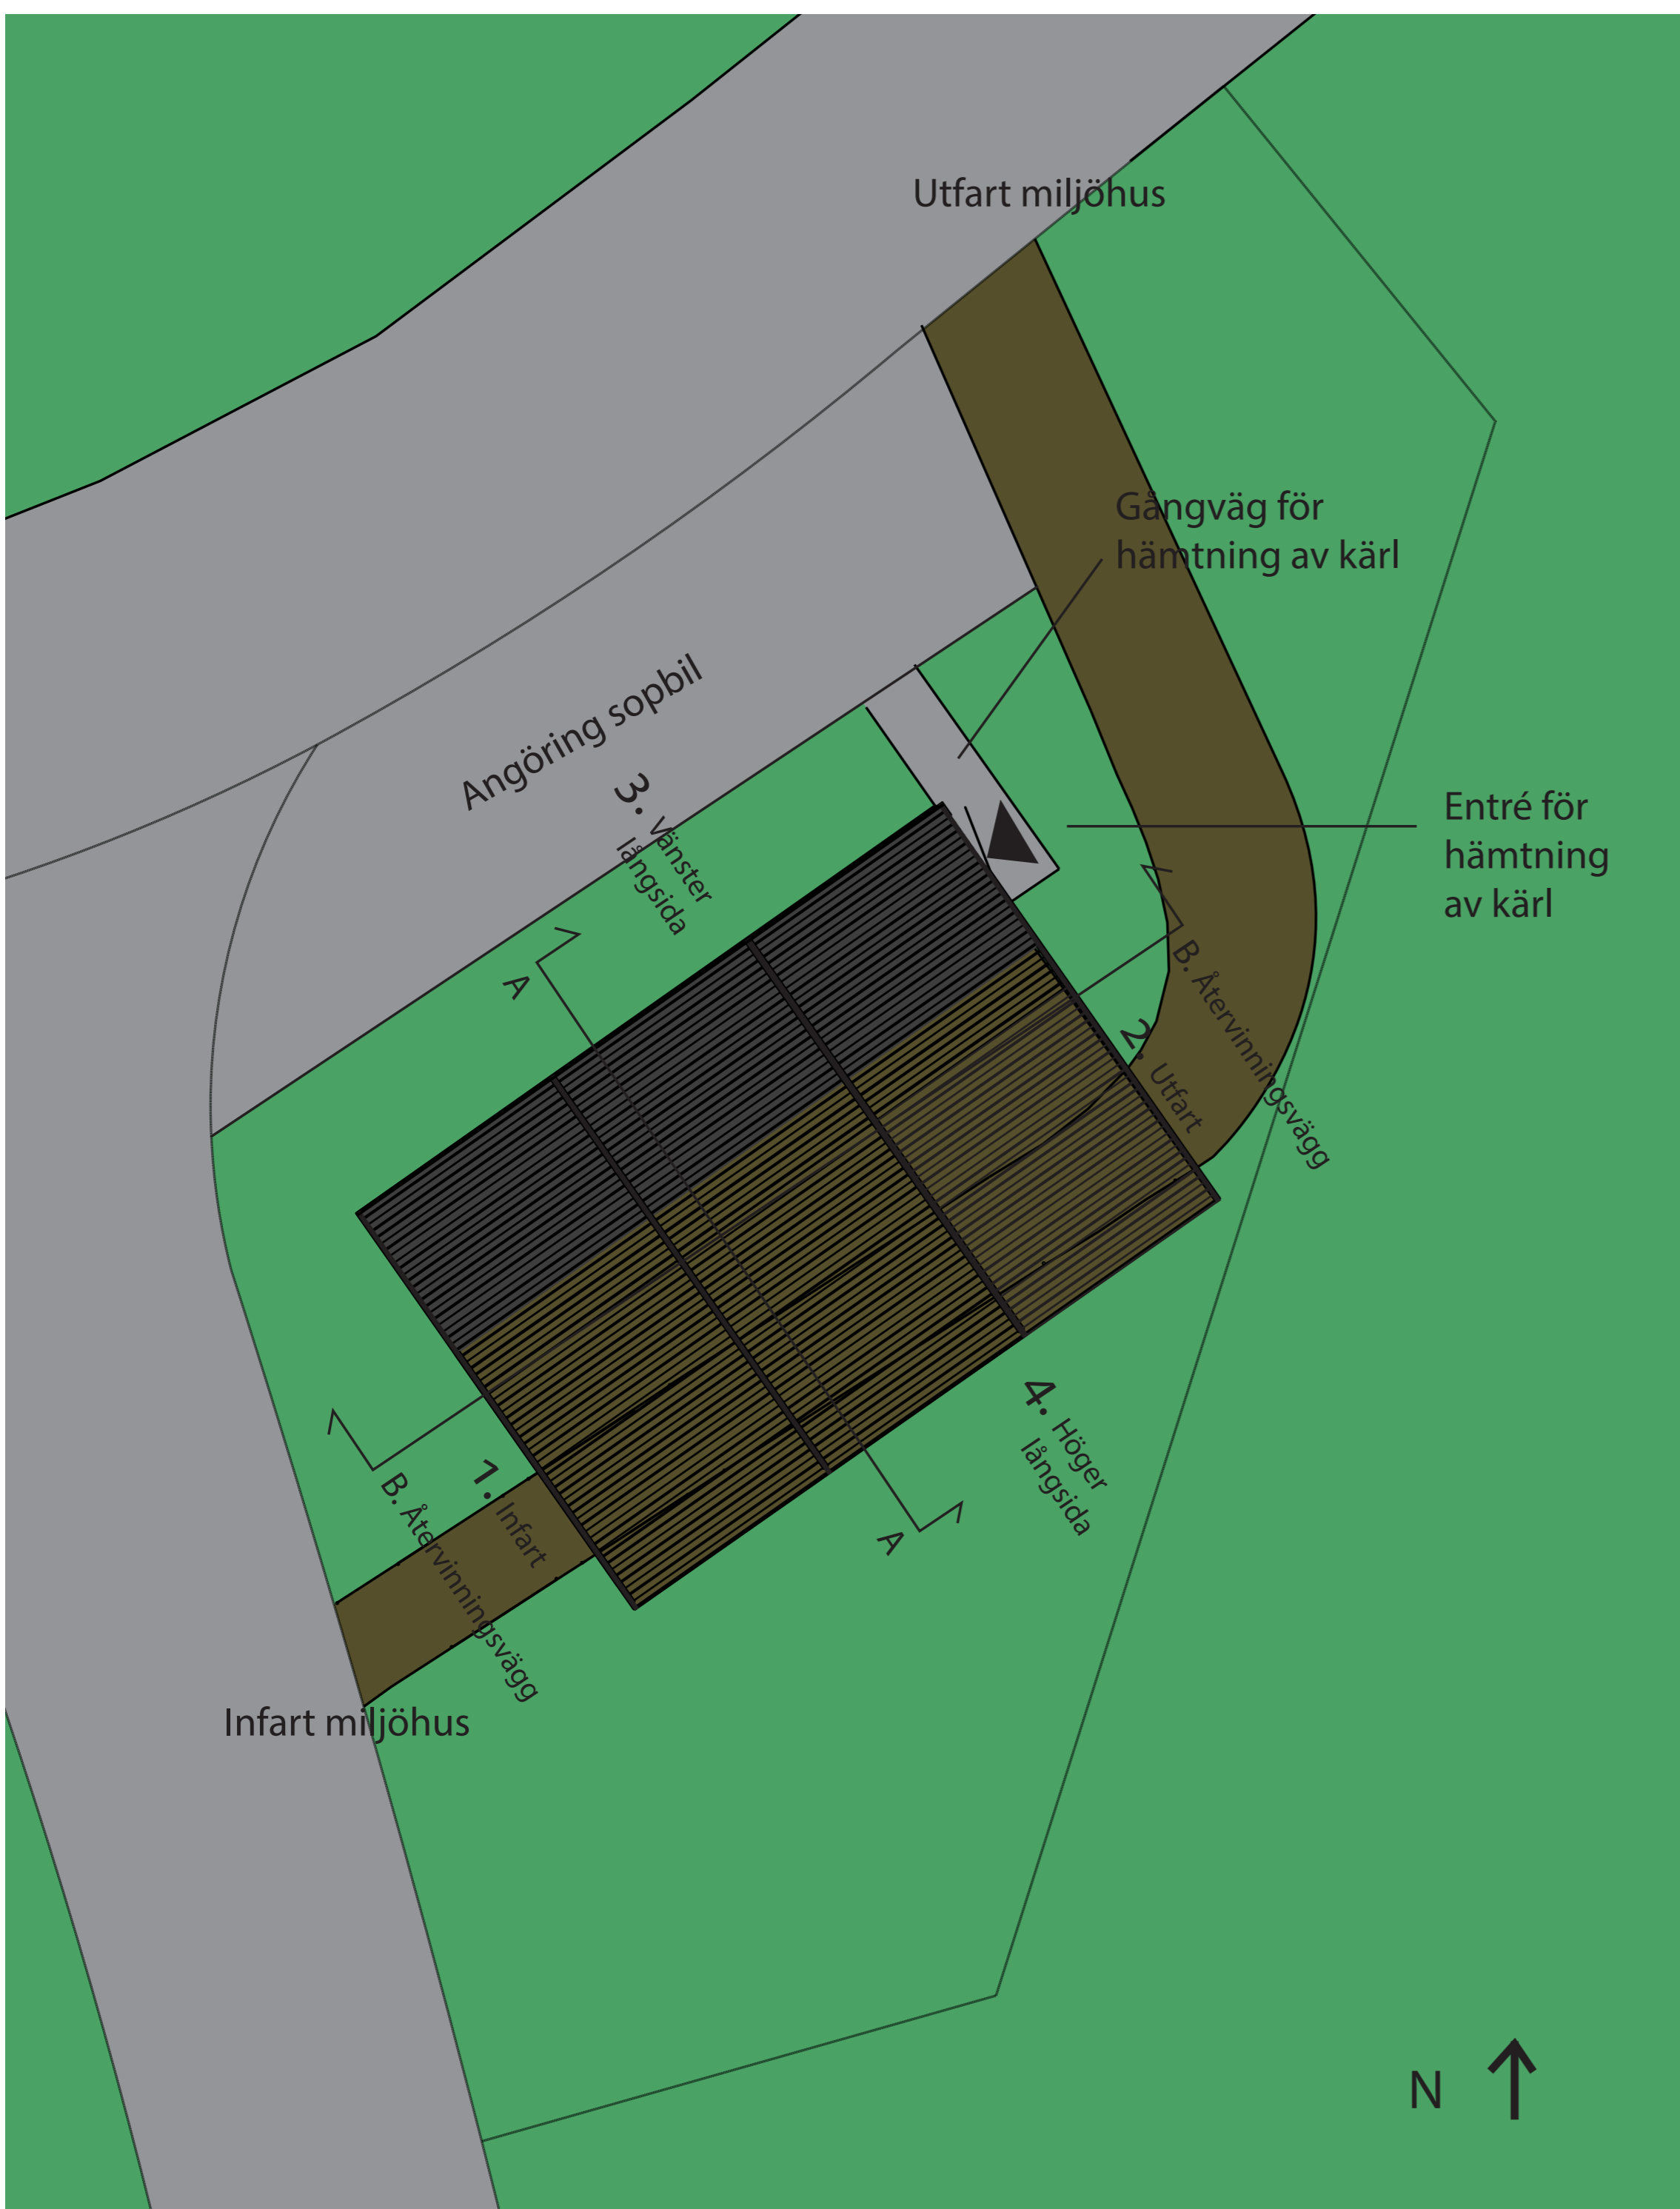 Utfart miljöhus
Gångväg för
hämtning av kärl
Angöring sopbil
3. Vänster
långsida
Entré för
hämtning
av kärl
A
B. Återvinningsvägg
2. Utfart
4. Höger
långsida
1. Infart
B. Återvinningsvägg
A
Infart miljöhus
N